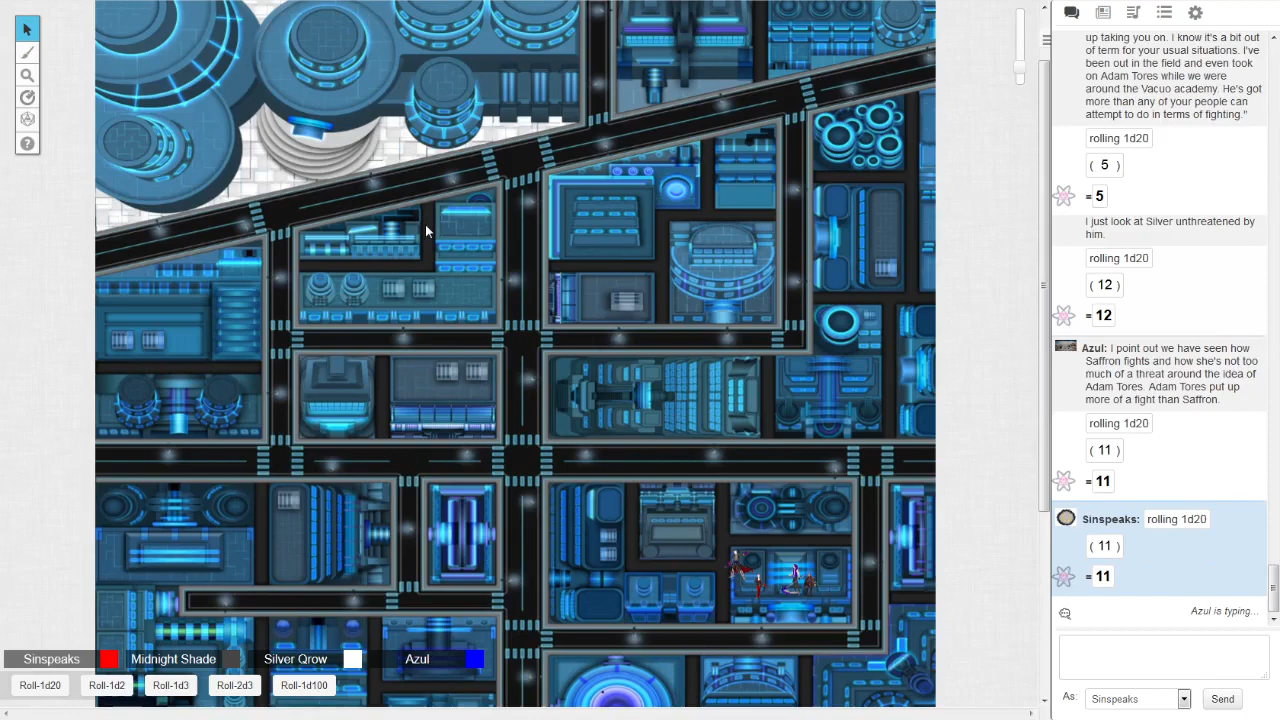 up taking you on. I know it's a bit out
of term for your usual situations. I've
been out in the field and even took
on Adam Tores while we were
around the Vacuo academy. He's got
more than any of your people can
attempt to do in terms of fighting."
rolling 1d20
( 5 )
=5
I just look at Silver unthreatened by
him.
rolling 1d20
( 12 )
=12
Azul: I point out we have seen how
Saffron fights and how she's not too
much of a threat around the idea of
Adam Tores. Adam Tores put up
more of a fight than Saffron.
rolling 1d20
( 11 )
=11
Sinspeaks: rolling 1d20
( 11 )
=11
Azul is typing...
As: Sinspeaks Send
Sinspeaks Midnight Shade Silver Qrow Azul
Roll-1d20 Roll-1d2 Roll-1d3 Roll-2d3 Roll-1d100